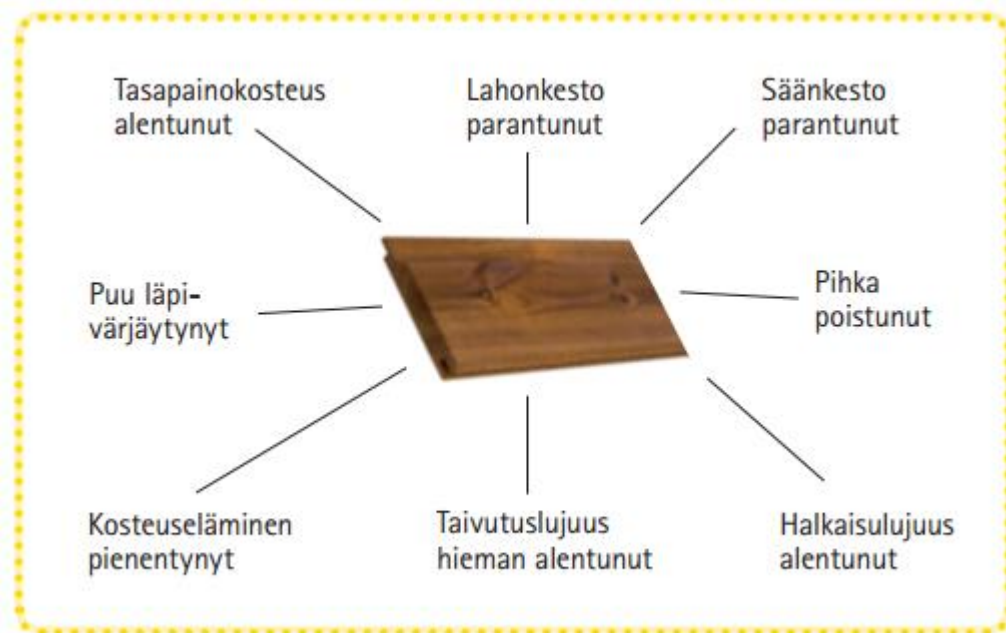 Tasapainokosteus
alentunut
Lahonkesto
parantunut
Säänkesto
parantunut
Puu läpi-
värjäytynyt
Pihka
poistunut
Kosteuseläminen
pienentynyt
Taivutuslujuus
hieman alentunut
Halkaisulujuus
alentunut